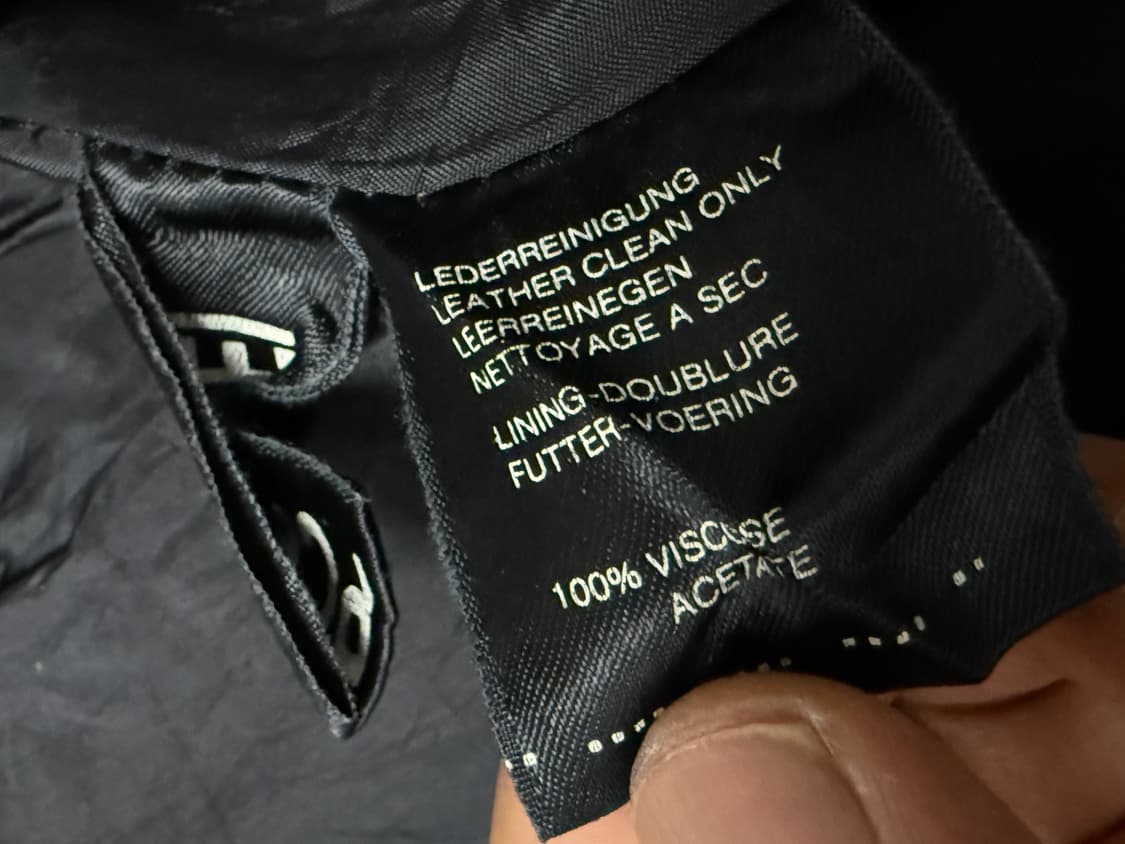 LEDERREINIGUNG
LEATHER CLEAN ONLY
LEERREINEGEN
NETTOYAGE A SEC
LINING-DOUBLURE
FUTTER-VOERING
100% VISCOSE
ACETATE